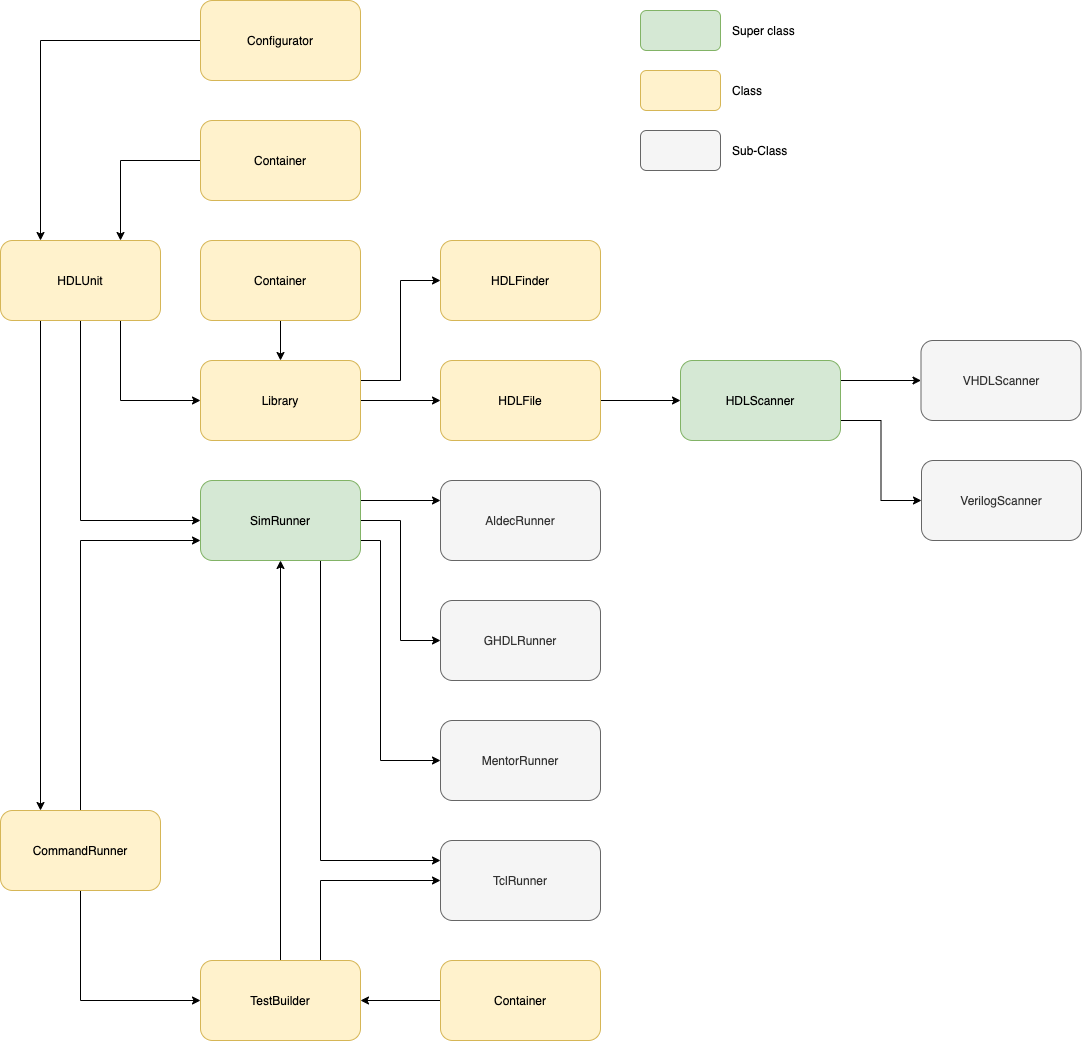 Configurator
Super class
Class
Container
Sub-Class
HDLUnit
Container
HDLFinder
Library
HDLFile
HDLScanner
VHDLScanner
VerilogScanner
SimRunner
AldecRunner
GHDLRunner
MentorRunner
CommandRunner
TclRunner
TestBuilder
Container